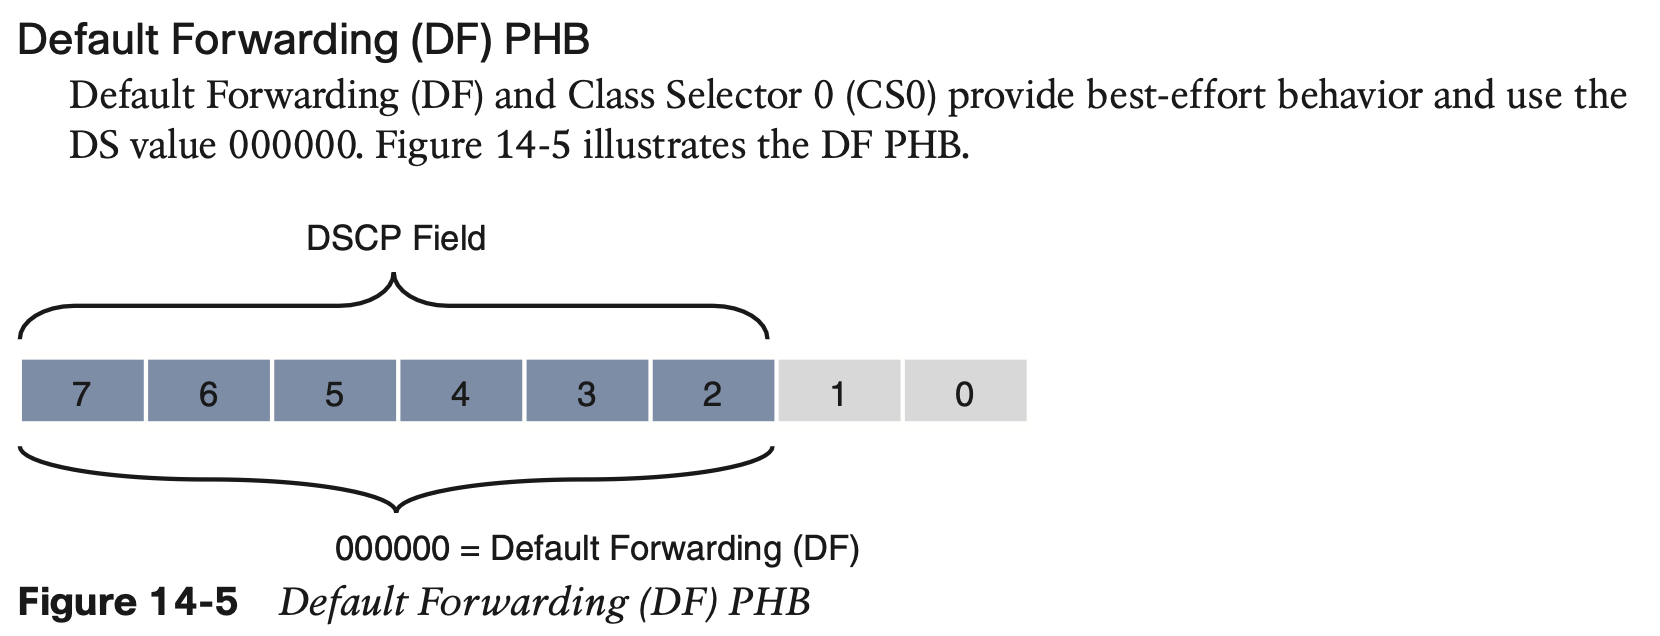 Default Forwarding (DF) PHB
Default Forwarding (DF) and Class Selector 0 (CS0) provide best-effort behavior and use the
DS value 000000. Figure 14-5 illustrates the DF PHB.
DSCP Field
7 6 5 4 3 2 1 0
000000 = Default Forwarding (DF)
Figure 14-5 Default Forwarding (DF) PHB